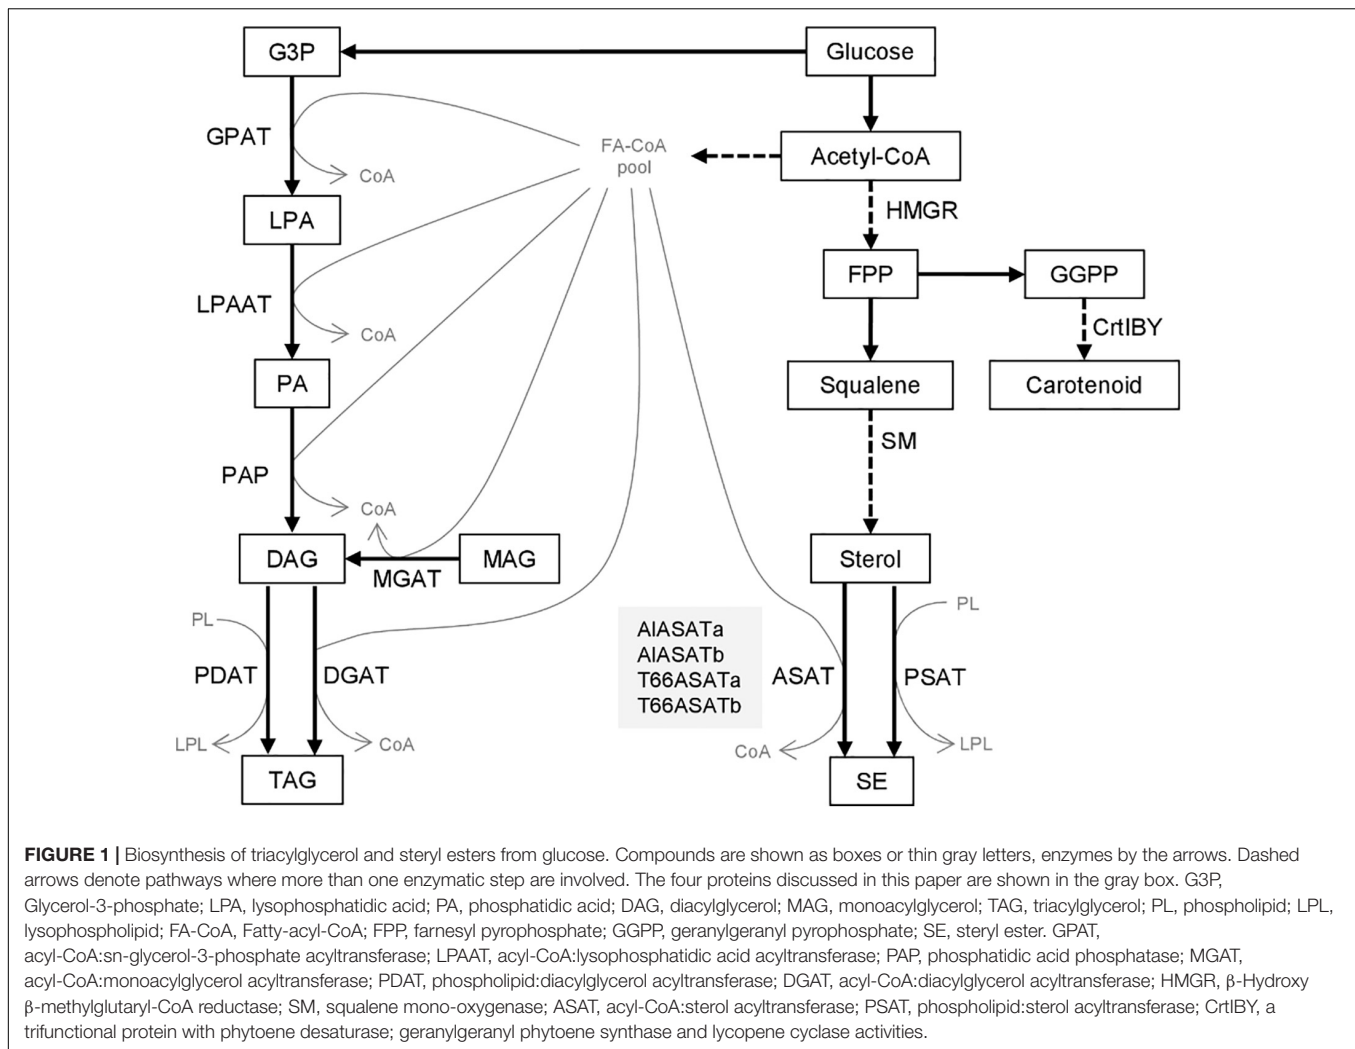 G3P
Glucose
GPAT
FA-CoA
pool
Acetyl-CoA
CoA
HMGR
LPA
FPP
GGPP
LPAAT
CoA
CrtIBY
PA
Squalene
Carotenoid
SM
PAP
CoA
DAG
MAG
Sterol
MGAT
PL
PL
AlASATa
AlASATb
T66ASATa
T66ASATb
PDAT
DGAT
ASAT
PSAT
LPL
CoA
CoA
LPL
TAG
SE
FIGURE 1 | Biosynthesis of triacylglycerol and steryl esters from glucose. Compounds are shown as boxes or thin gray letters, enzymes by the arrows. Dashed
arrows denote pathways where more than one enzymatic step are involved. The four proteins discussed in this paper are shown in the gray box. G3P,
Glycerol-3-phosphate; LPA, lysophosphatidic acid; PA, phosphatidic acid; DAG, diacylglycerol; MAG, monoacylglycerol; TAG, triacylglycerol; PL, phospholipid; LPL,
lysophospholipid; FA-CoA, Fatty-acyl-CoA; FPP, farnesyl pyrophosphate; GGPP, geranylgeranyl pyrophosphate; SE, steryl ester. GPAT,
acyl-CoA:sn-glycerol-3-phosphate acyltransferase; LPAAT, acyl-CoA:lysophosphatidic acid acyltransferase; PAP, phosphatidic acid phosphatase; MGAT,
acyl-CoA:monoacylglycerol acyltransferase; PDAT, phospholipid:diacylglycerol acyltransferase; DGAT, acyl-CoA:diacylglycerol acyltransferase; HMGR, β-Hydroxy
β-methylglutaryl-CoA reductase; SM, squalene mono-oxygenase; ASAT, acyl-CoA:sterol acyltransferase; PSAT, phospholipid:sterol acyltransferase; CrtIBY, a
trifunctional protein with phytoene desaturase; geranylgeranyl phytoene synthase and lycopene cyclase activities.